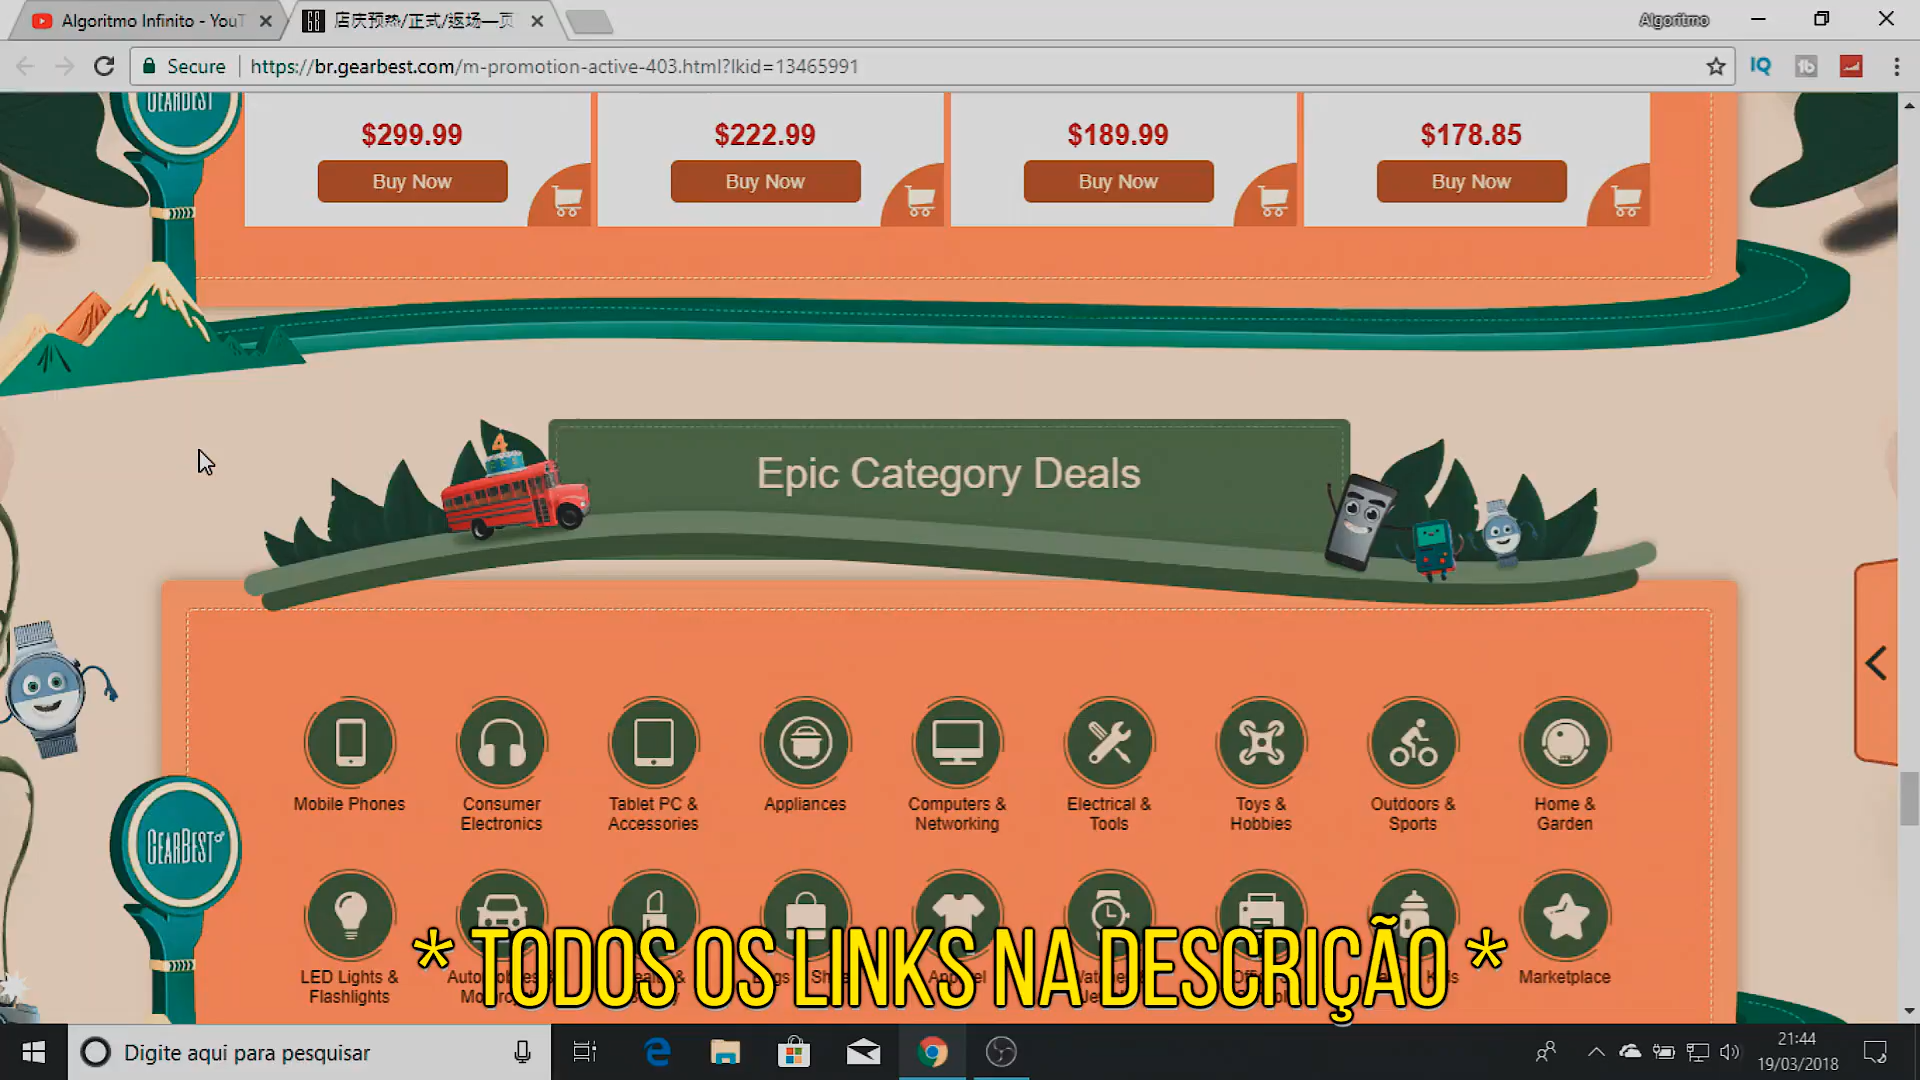 Algoritmo Infinito - YouT
店庆预热/正式/返场—页
Algoritmo
Secure
https://br.gearbest.com/m-promotion-active-403.html?lkid=13465991
GEARBEST
$299.99
$222.99
$189.99
$178.85
Buy Now
Buy Now
Buy Now
Buy Now
4
Epic Category Deals
Mobile Phones
Consumer
Electronics
Tablet PC &
Accessories
Appliances
Computers &
Networking
Electrical &
Tools
Toys &
Hobbies
Outdoors &
Sports
Home &
Garden
GEARBEST
LED Lights &
Flashlights
Marketplace
* TODOS OS LINKS NA DESCRIÇÃO *
Digite aqui para pesquisar
21:44
19/03/2018